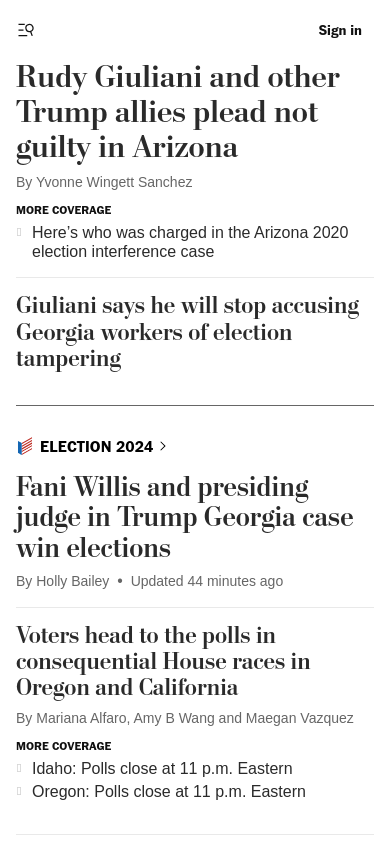 Sign in
Rudy Giuliani and other
Trump allies plead not
guilty in Arizona
By Yvonne Wingett Sanchez
MORE COVERAGE
Here’s who was charged in the Arizona 2020
election interference case
Giuliani says he will stop accusing
Georgia workers of election
tampering
ELECTION 2024
Fani Willis and presiding
judge in Trump Georgia case
win elections
By Holly Bailey • Updated 44 minutes ago
Voters head to the polls in
consequential House races in
Oregon and California
By Mariana Alfaro, Amy B Wang and Maegan Vazquez
MORE COVERAGE
Idaho: Polls close at 11 p.m. Eastern
Oregon: Polls close at 11 p.m. Eastern